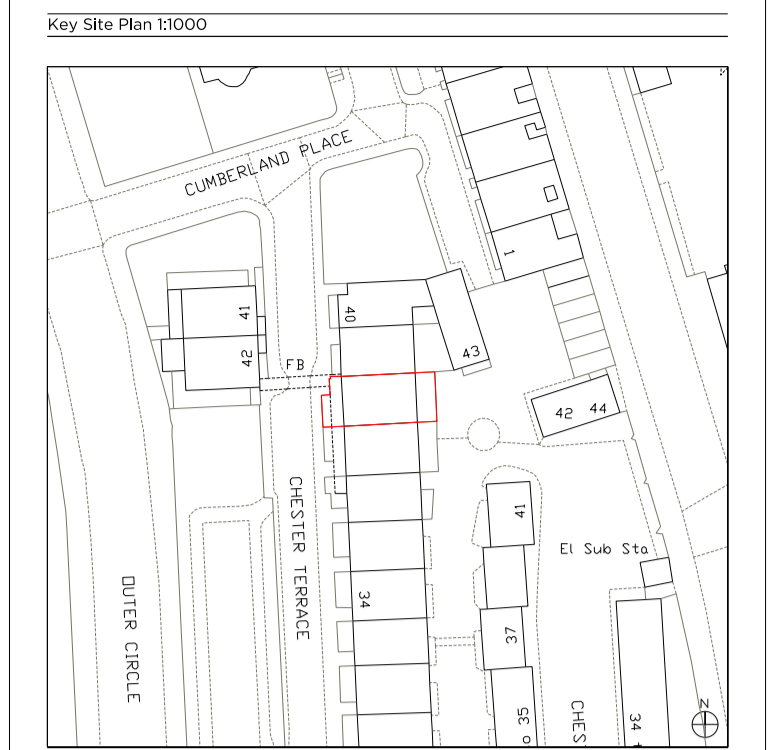 Key Site Plan 1:1000
CUMBERLAND PLACE
1
41
40
42
43
FB
42 44
41
CHESTER TERRACE
El Sub Sta
OUTER CIRCLE
34
37
35
CHES
34
N